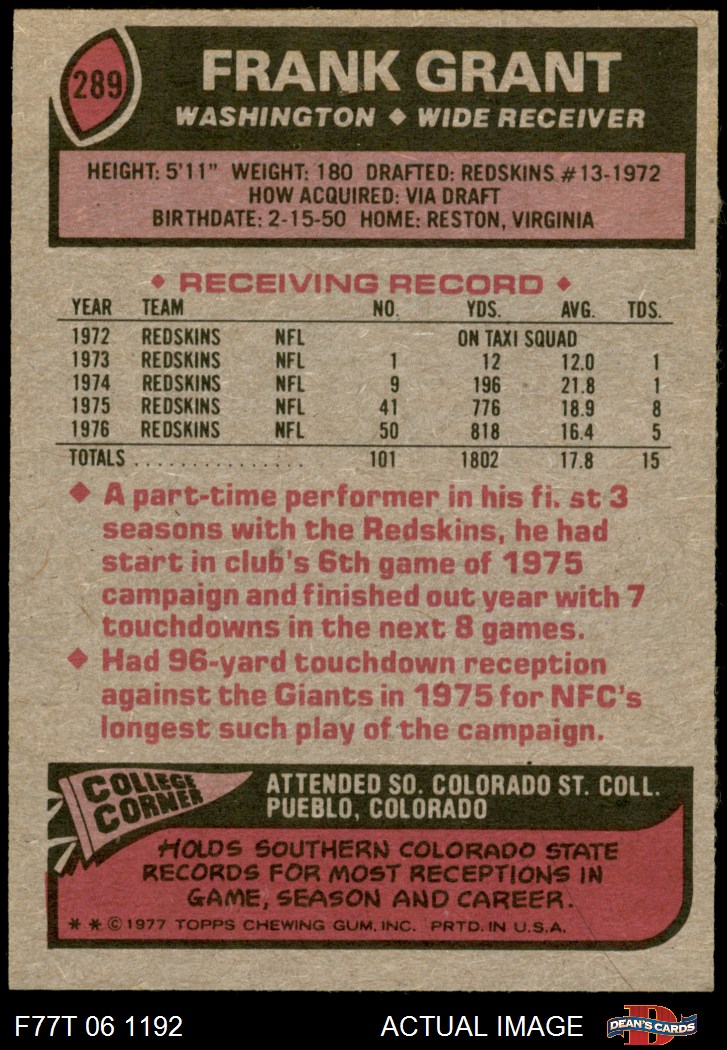 289
FRANK GRANT
WASHINGTON ◆ WIDE RECEIVER
HEIGHT: 5'11" WEIGHT: 180 DRAFTED: REDSKINS #13-1972
HOW ACQUIRED: VIA DRAFT
BIRTHDATE: 2-15-50 HOME: RESTON, VIRGINIA
◆ RECEIVING RECORD ◆
YEAR TEAM NO. YDS. AVG. TDS.
1972 REDSKINS NFL ON TAXI SQUAD
1973 REDSKINS NFL 1 12 12.0 1
1974 REDSKINS NFL 9 196 21.8 1
1975 REDSKINS NFL 41 776 18.9 8
1976 REDSKINS NFL 50 818 16.4 5
TOTALS . . . . . . . . . . . . . . . . 101 1802 17.8 15
◆ A part-time performer in his fi. st 3
seasons with the Redskins, he had
start in club's 6th game of 1975
campaign and finished out year with 7
touchdowns in the next 8 games.
◆ Had 96-yard touchdown reception
against the Giants in 1975 for NFC's
longest such play of the campaign.
COLLEGE
CORNER
ATTENDED SO. COLORADO ST. COLL.
PUEBLO, COLORADO
HOLDS SOUTHERN COLORADO STATE
RECORDS FOR MOST RECEPTIONS IN
GAME, SEASON AND CAREER.
* * © 1977 TOPPS CHEWING GUM, INC. PRTD. IN U.S.A.
F77T 06 1192 ACTUAL IMAGE D DEAN'S CARDS